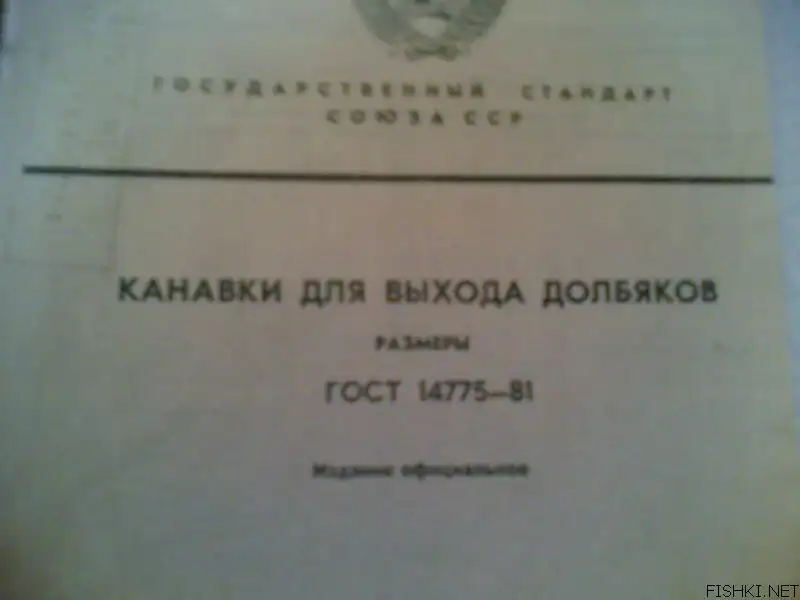 ГОСУДАРСТВЕННЫЙ СТАНДАРТ
СОЮЗА ССР
КАНАВКИ ДЛЯ ВЫХОДА ДОЛБЯКОВ
РАЗМЕРЫ
ГОСТ 14775—81
Издание официальное
FISHKI.NET